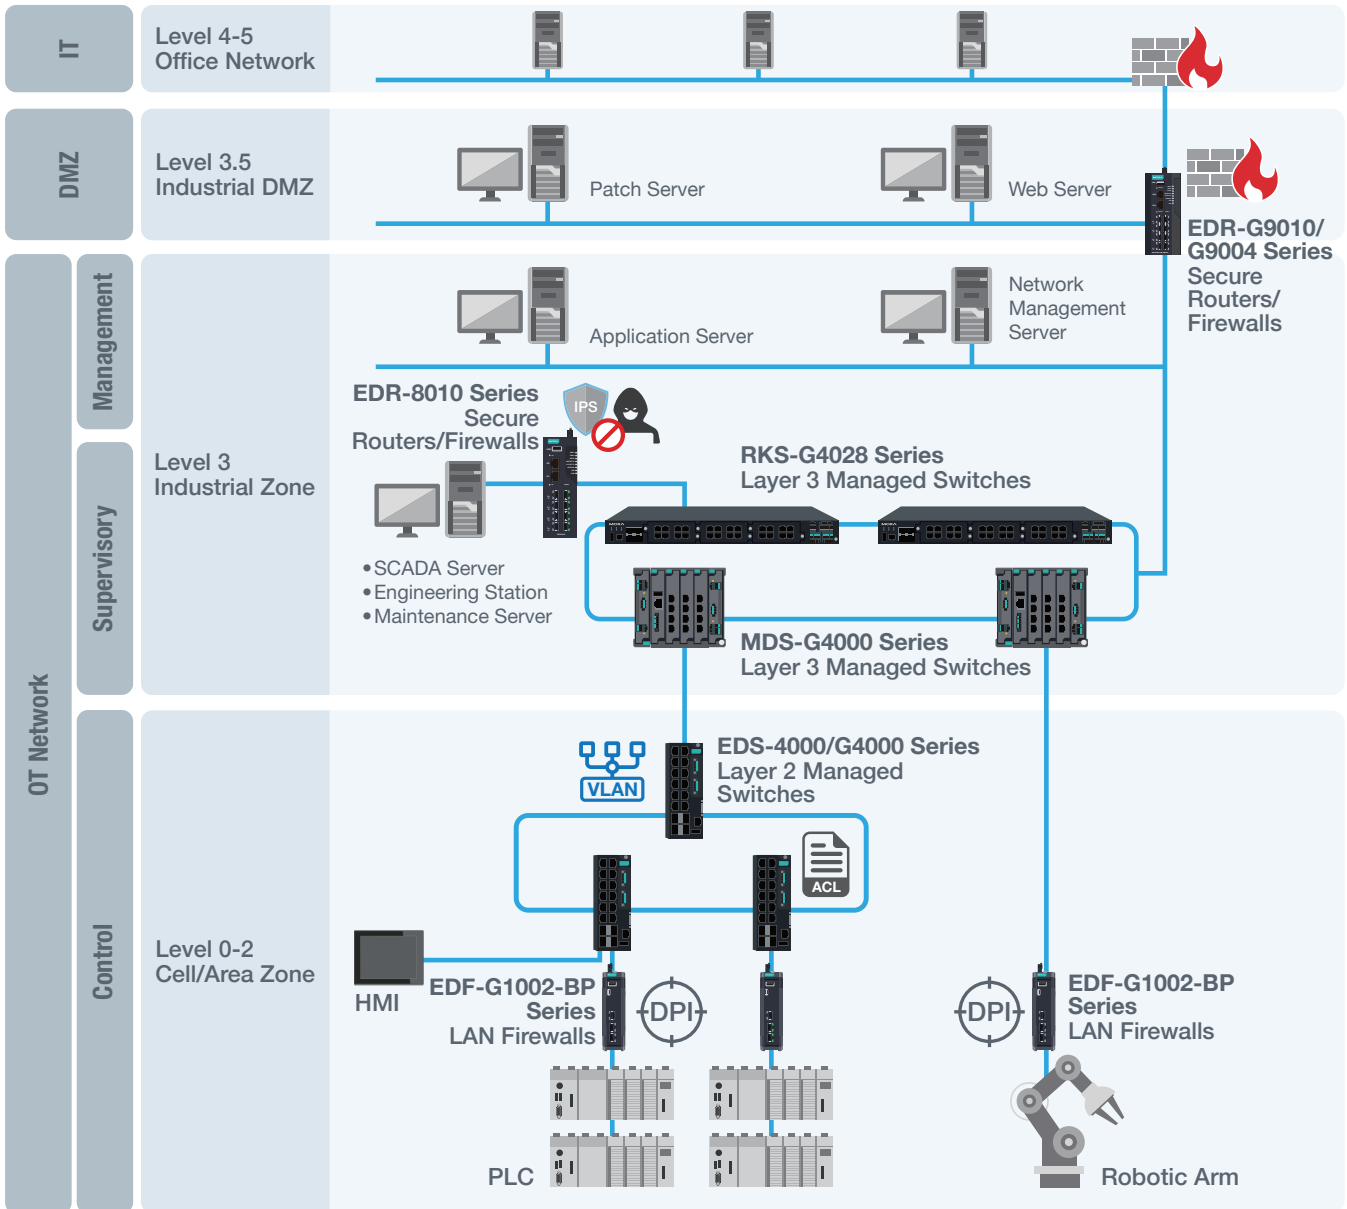 IT
Level 4-5
Office Network
DMZ
Level 3.5
Industrial DMZ
Patch Server
Web Server
EDR-G9010/
G9004 Series
Secure
Routers/
Firewalls
OT Network
Management
Supervisory
Control
Level 3
Industrial Zone
Application Server
Network
Management
Server
EDR-8010 Series
Secure
Routers/Firewalls
IPS
RKS-G4028 Series
Layer 3 Managed Switches
MOXA
MOXA
•SCADA Server
•Engineering Station
•Maintenance Server
MDS-G4000 Series
Layer 3 Managed Switches
Level 0-2
Cell/Area Zone
VLAN
EDS-4000/G4000 Series
Layer 2 Managed
Switches
ACL
HMI
EDF-G1002-BP
Series
LAN Firewalls
DPI
DPI
EDF-G1002-BP
Series
LAN Firewalls
PLC
Robotic Arm